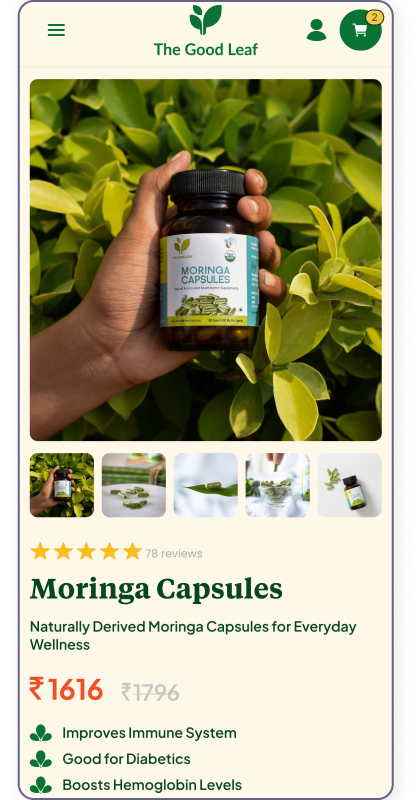 2
The Good Leaf
MORINGA
CAPSULES
78 reviews
Moringa Capsules
Naturally Derived Moringa Capsules for Everyday
Wellness
₹1616 ₹1796
Improves Immune System
Good for Diabetics
Boosts Hemoglobin Levels